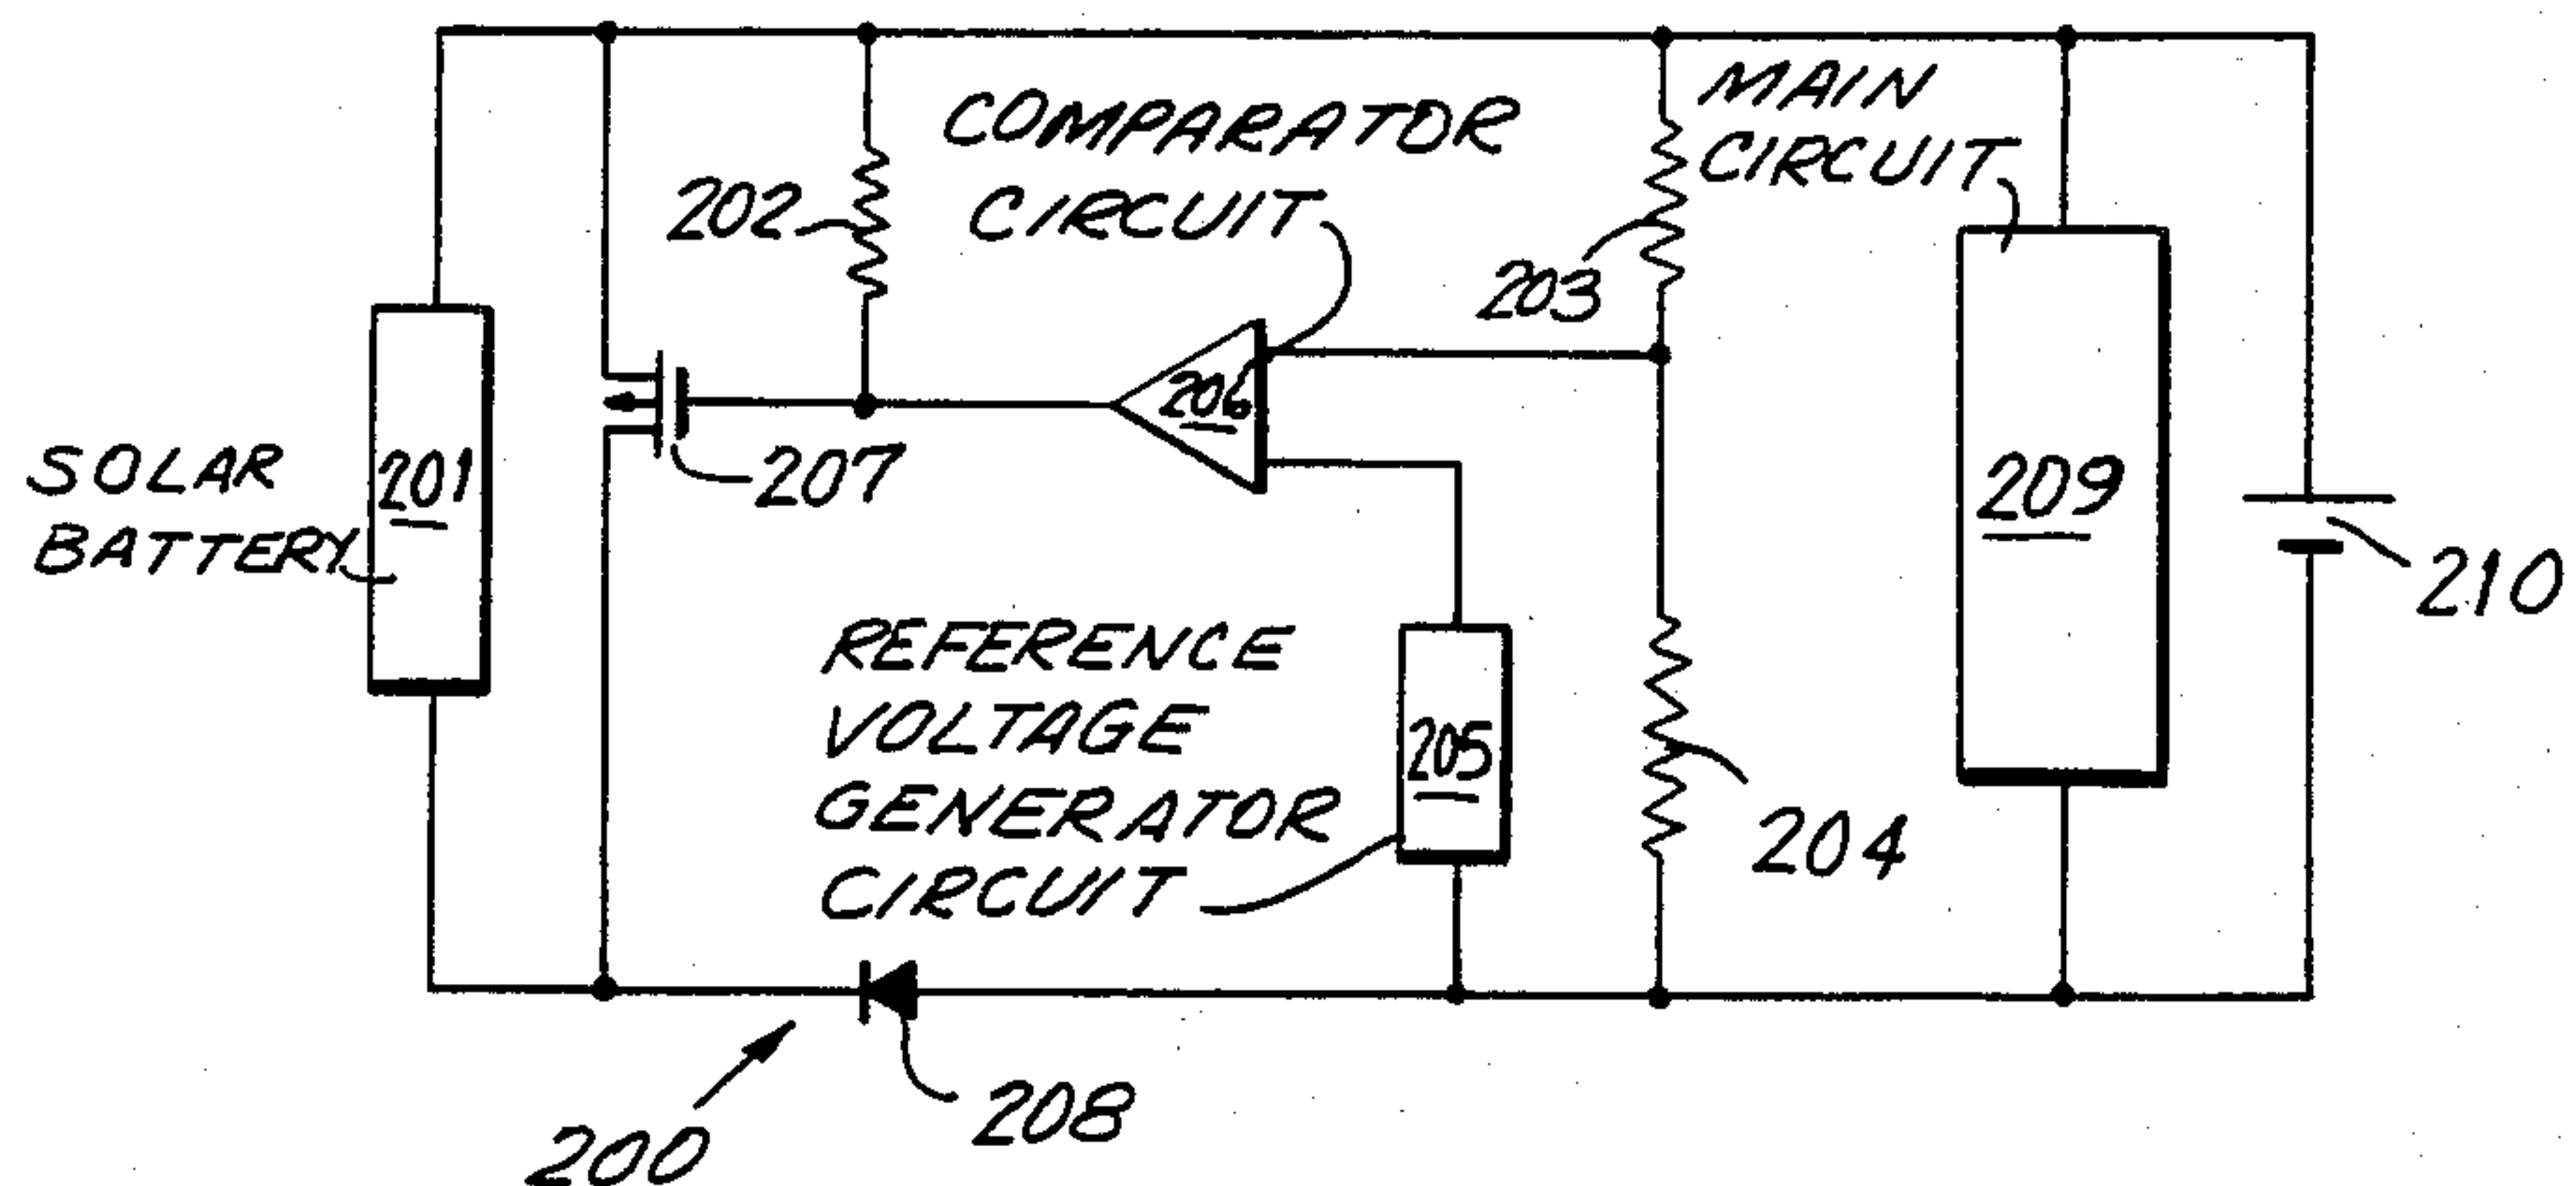 COMPARATOR
CIRCUIT
MAIN
CIRCUIT
202
203
206
SOLAR
BATTERY
201
207
209
210
REFERENCE
VOLTAGE
GENERATOR
CIRCUIT
205
204
208
200